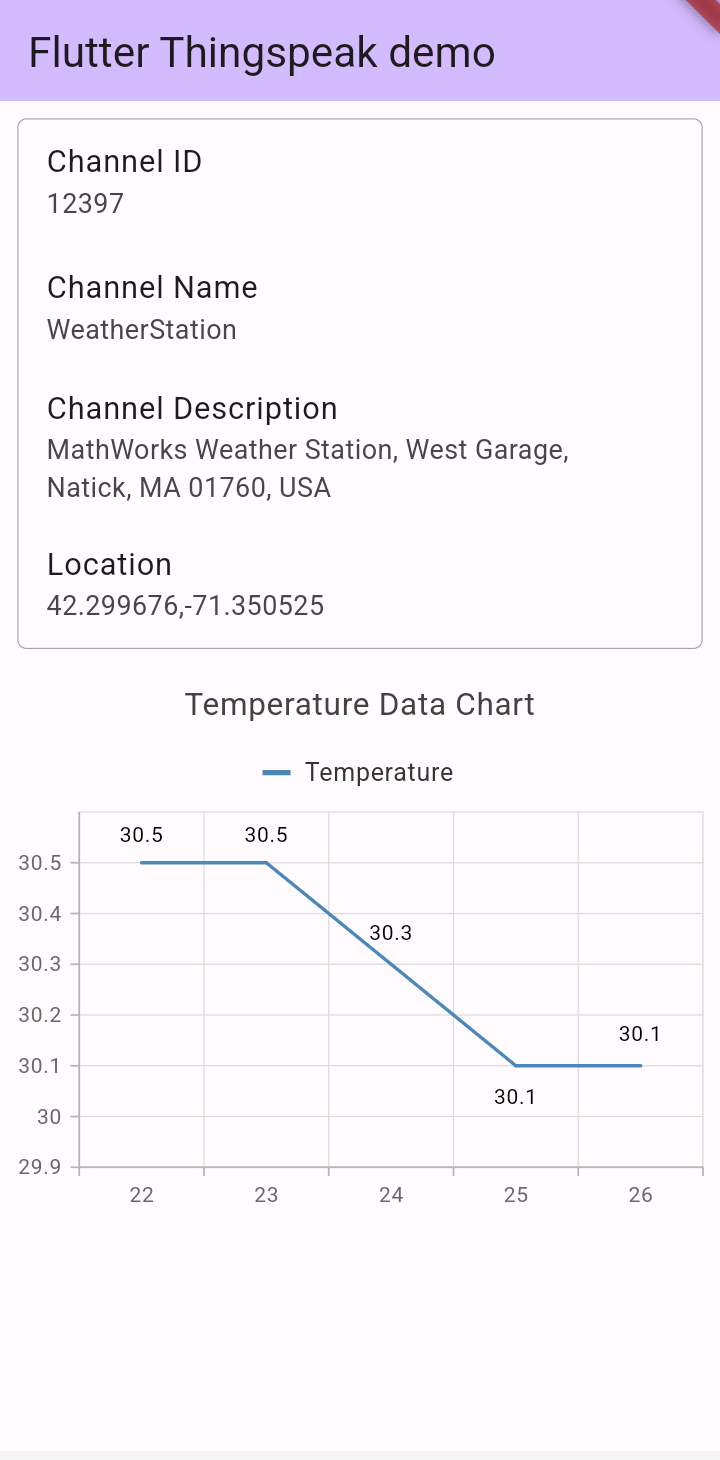 Flutter Thingspeak demo
Channel ID
12397
Channel Name
WeatherStation
Channel Description
MathWorks Weather Station, West Garage,
Natick, MA 01760, USA
Location
42.299676,-71.350525
Temperature Data Chart
Temperature
30.5 30.5
30.5
30.4
30.3
30.3
30.2
30.1
30.1
30.1
30
29.9
22 23 24 25 26